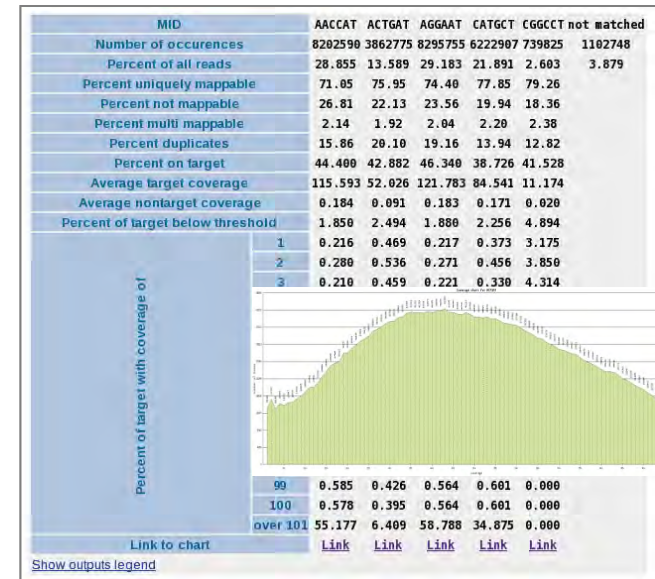 MID AACCAT ACTGAT AGGAAT CATGCT CGGCCT not matched
Number of occurences 8202590 3862775 8295755 6222907 739825 1102748
Percent of all reads 28.855 13.589 29.183 21.891 2.603 3.879
Percent uniquely mappable 71.05 75.95 74.40 77.85 79.26
Percent not mappable 26.81 22.13 23.56 19.94 18.36
Percent multi mappable 2.14 1.92 2.04 2.20 2.38
Percent duplicates 15.86 20.10 19.16 13.94 12.82
Percent on target 44.400 42.882 46.340 38.726 41.528
Average target coverage 115.593 52.026 121.783 84.541 11.174
Average nontarget coverage 0.184 0.091 0.183 0.171 0.020
Percent of target below threshold 1.850 2.494 1.880 2.256 4.894
Percent of target with coverage of
1 0.216 0.469 0.217 0.373 3.175
2 0.280 0.536 0.271 0.456 3.850
3 0.210 0.459 0.221 0.330 4.314
99 0.585 0.426 0.564 0.601 0.000
100 0.578 0.395 0.564 0.601 0.000
over 101 55.177 6.409 58.788 34.875 0.000
Link to chart Link Link Link Link Link
Show outputs legend